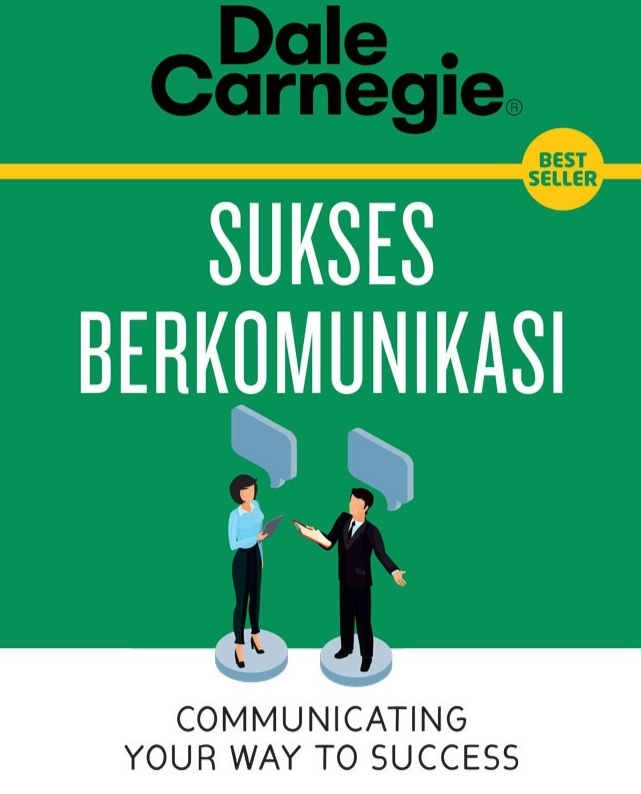 Dale
Carnegie®
BEST
SELLER
SUKSES
BERKOMUNIKASI
COMMUNICATING
YOUR WAY TO SUCCESS